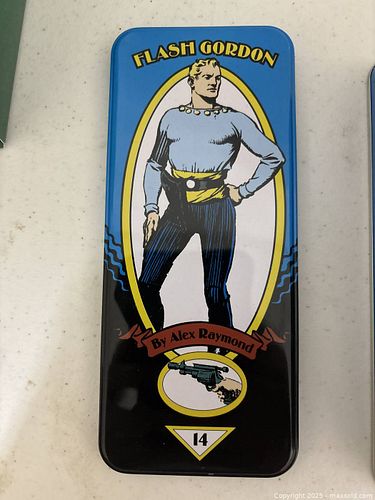 FLASH GORDON
By Alex Raymond
14
Copyright 2025 - maxsold.com